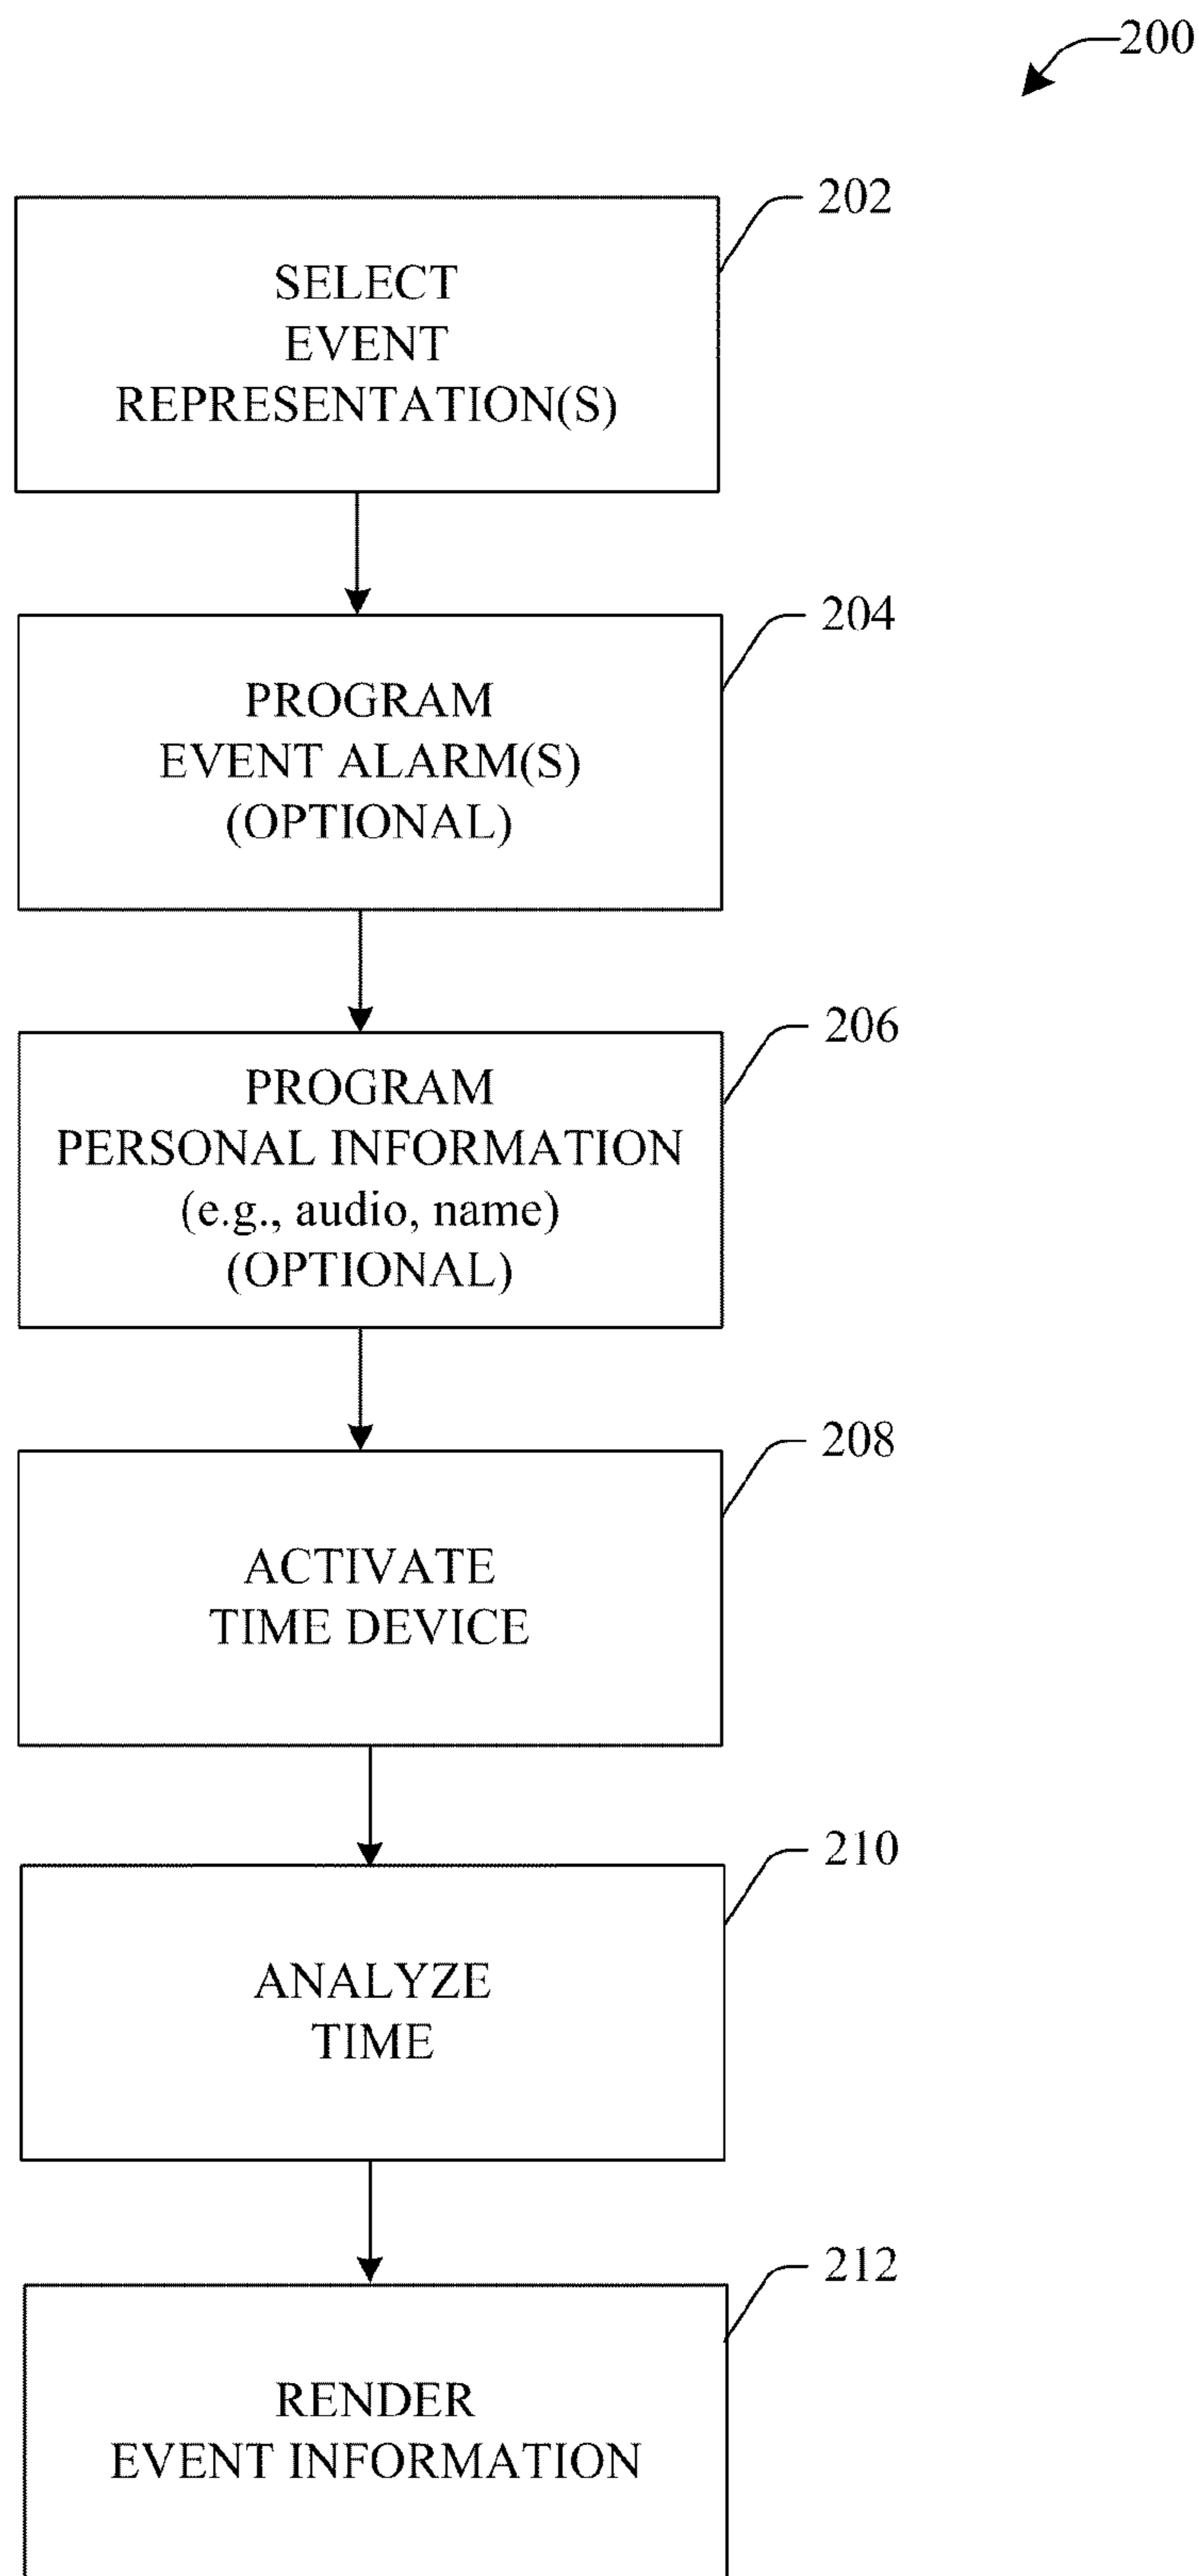 200
202
SELECT
EVENT
REPRESENTATION(S)
204
PROGRAM
EVENT ALARM(S)
(OPTIONAL)
206
PROGRAM
PERSONAL INFORMATION
(e.g., audio, name)
(OPTIONAL)
208
ACTIVATE
TIME DEVICE
210
ANALYZE
TIME
212
RENDER
EVENT INFORMATION